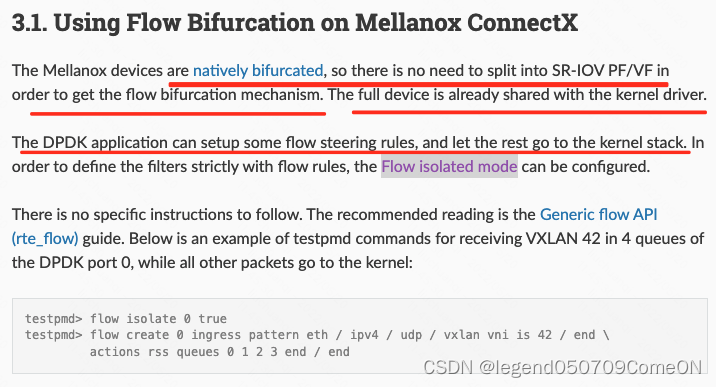 3.1. Using Flow Bifurcation on Mellanox ConnectX
The Mellanox devices are natively bifurcated, so there is no need to split into SR-IOV PF/VF in
order to get the flow bifurcation mechanism. The full device is already shared with the kernel driver.
The DPDK application can setup some flow steering rules, and let the rest go to the kernel stack. In
order to define the filters strictly with flow rules, the Flow isolated mode can be configured.
There is no specific instructions to follow. The recommended reading is the Generic flow API
(rte_flow) guide. Below is an example of testpmd commands for receiving VXLAN 42 in 4 queues of
the DPDK port 0, while all other packets go to the kernel:
testpmd> flow isolate 0 true
testpmd> flow create 0 ingress pattern eth / ipv4 / udp / vxlan vni is 42 / end \
actions rss queues 0 1 2 3 end / end
CSDN @legend050709ComeON